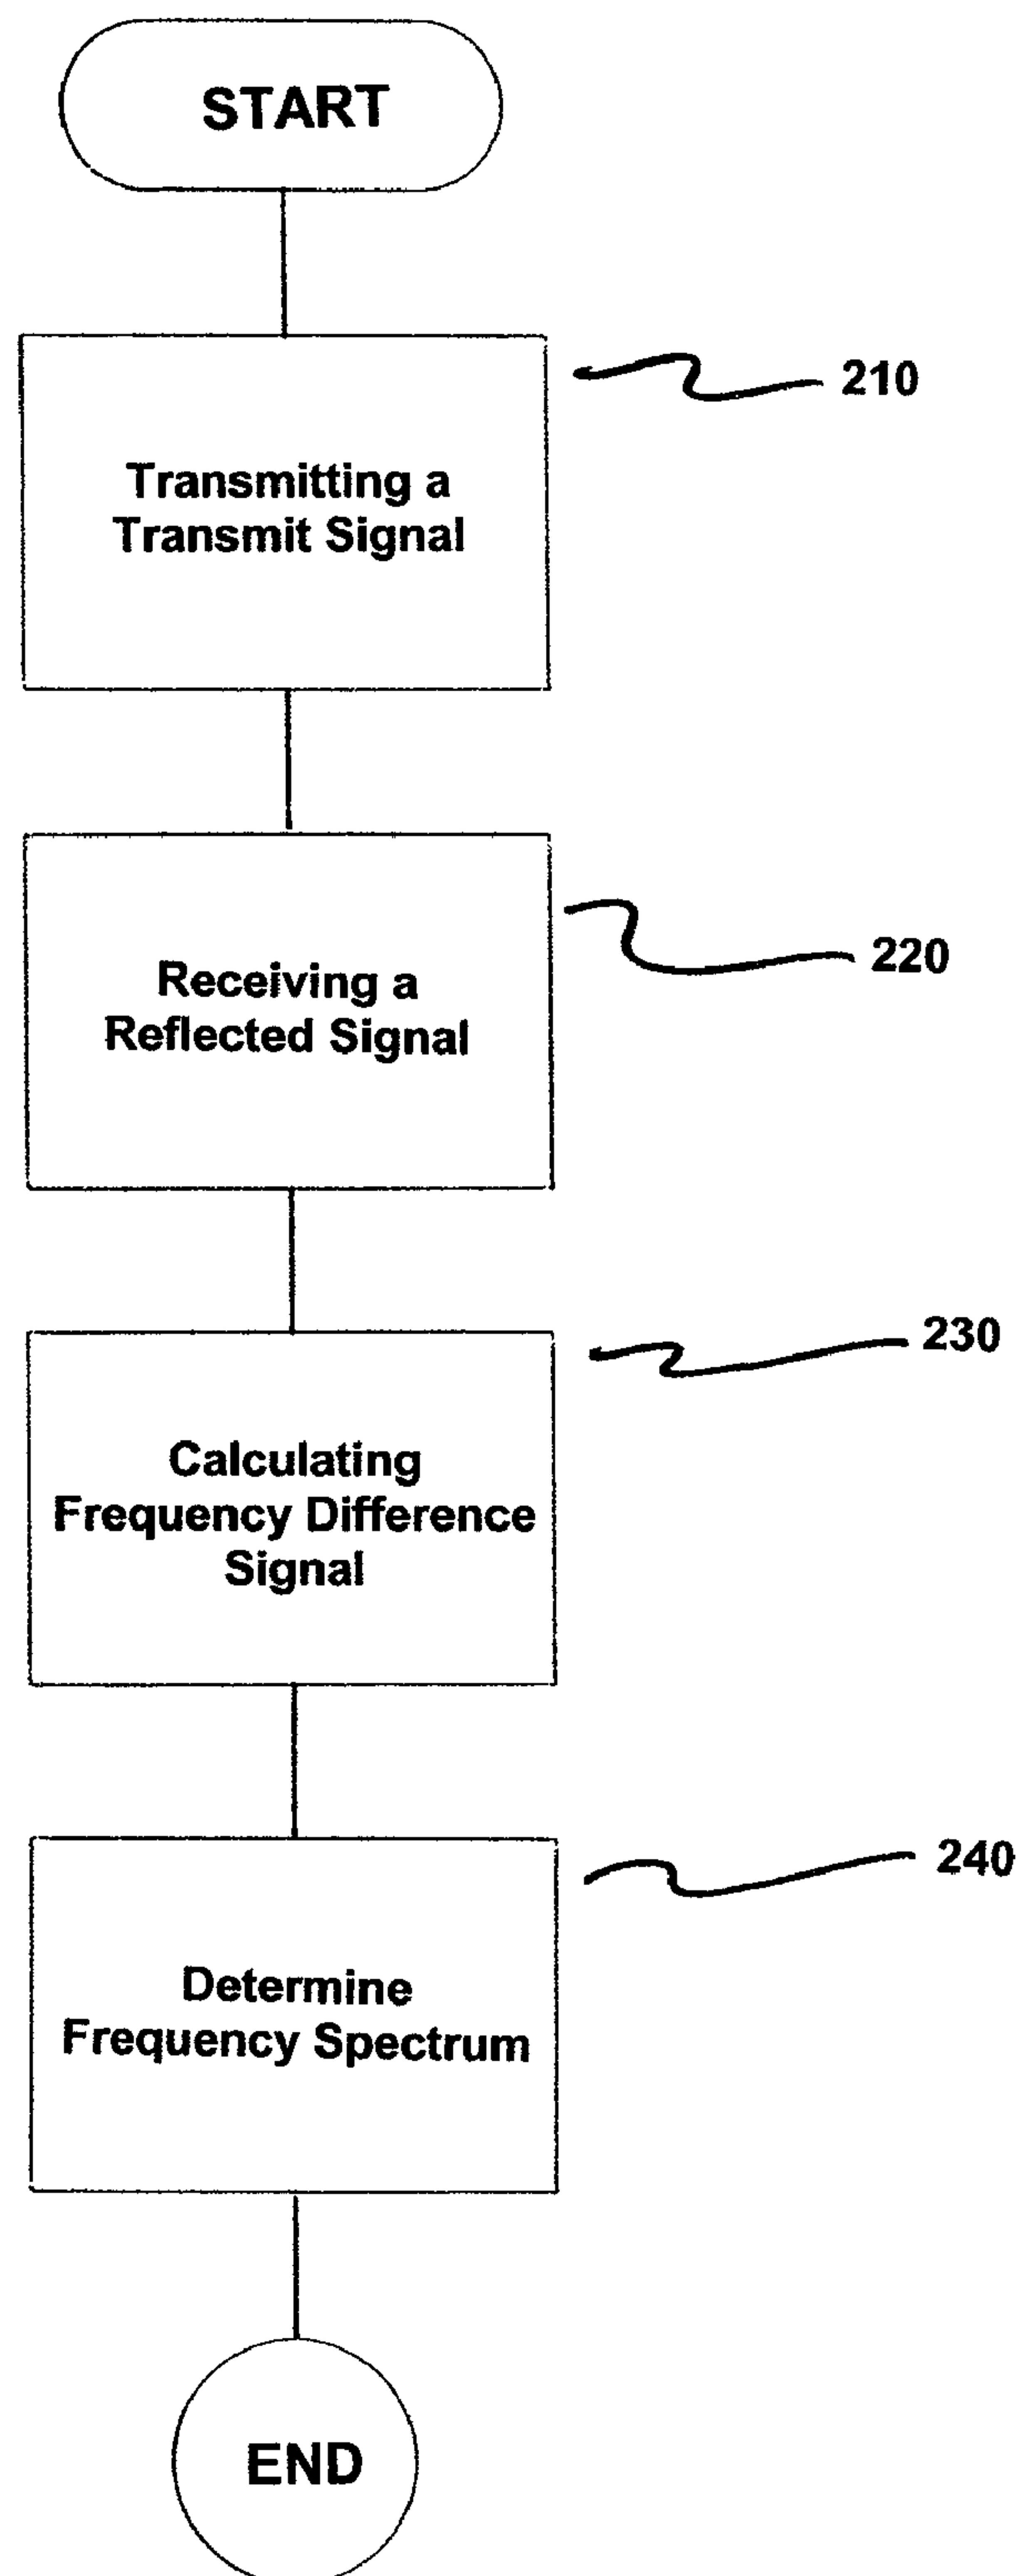 START
210
Transmitting a
Transmit Signal
220
Receiving a
Reflected Signal
230
Calculating
Frequency Difference
Signal
240
Determine
Frequency Spectrum
END